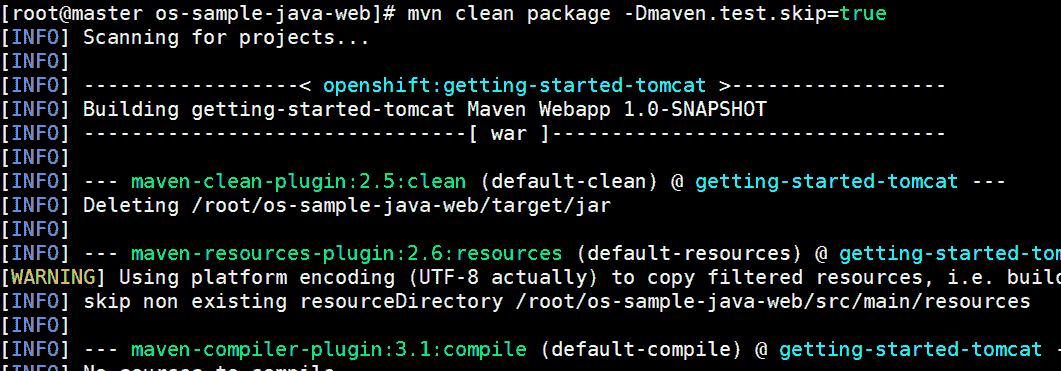 [root@master os-sample-java-web]# mvn clean package -Dmaven.test.skip=true
[INFO] Scanning for projects...
[INFO]
[INFO] ------------------< openshift:getting-started-tomcat >------------------
[INFO] Building getting-started-tomcat Maven Webapp 1.0-SNAPSHOT
[INFO] --------------------------------[ war ]---------------------------------
[INFO]
[INFO] --- maven-clean-plugin:2.5:clean (default-clean) @ getting-started-tomcat ---
[INFO] Deleting /root/os-sample-java-web/target/jar
[INFO]
[INFO] --- maven-resources-plugin:2.6:resources (default-resources) @ getting-started-tom
[WARNING] Using platform encoding (UTF-8 actually) to copy filtered resources, i.e. build
[INFO] skip non existing resourceDirectory /root/os-sample-java-web/src/main/resources
[INFO]
[INFO] --- maven-compiler-plugin:3.1:compile (default-compile) @ getting-started-tomcat -
[INFO] No sources to compile